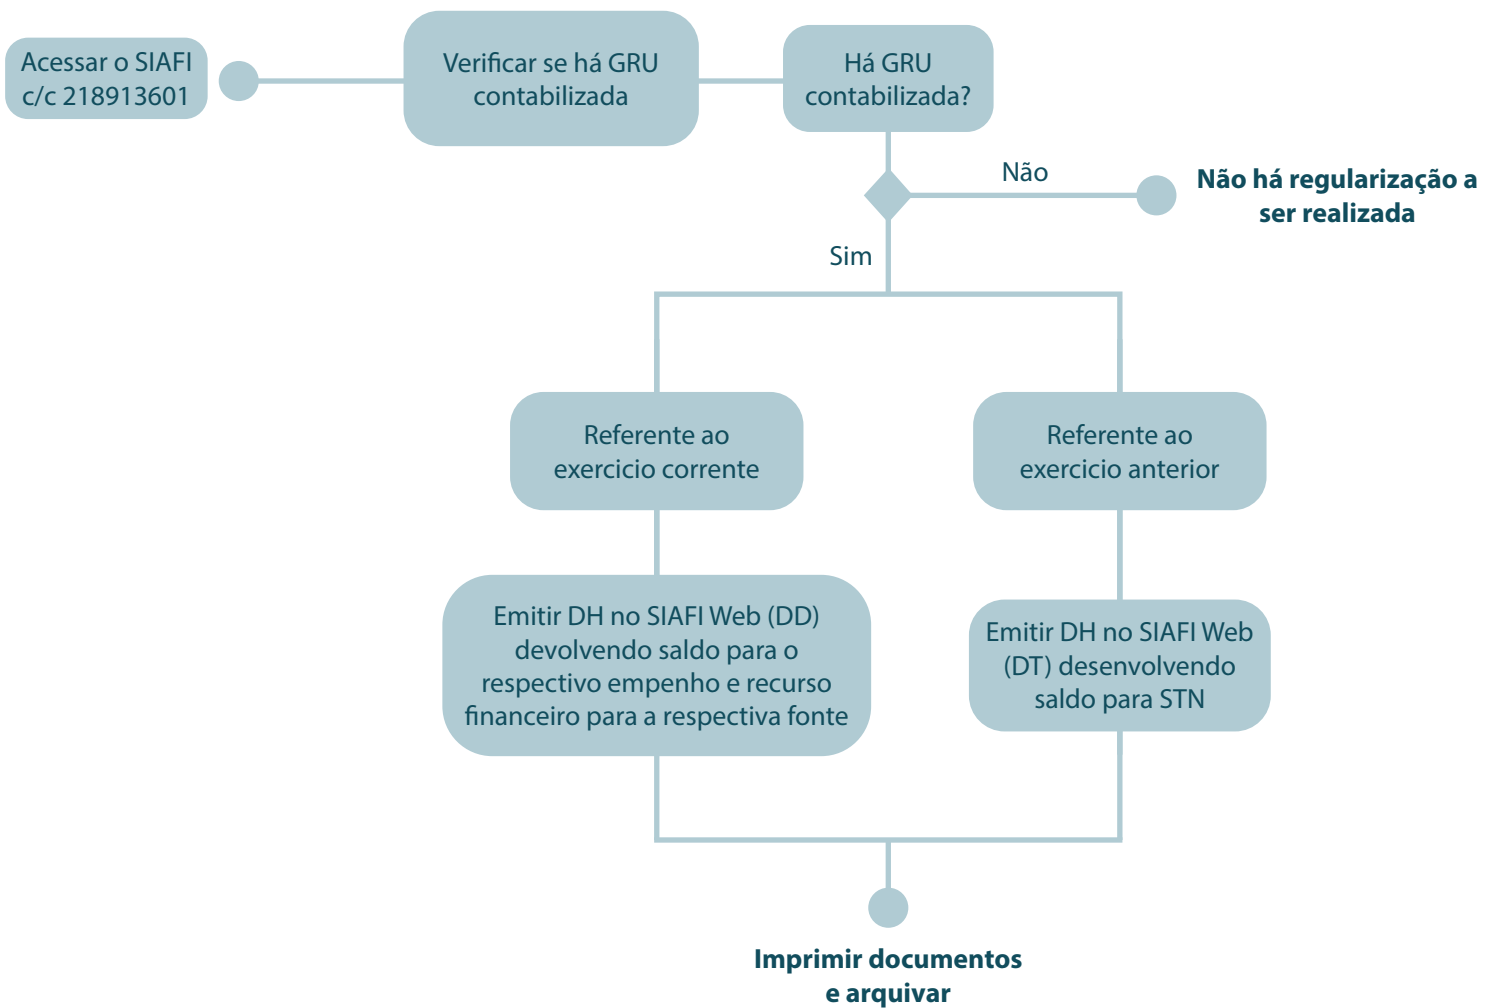 Acessar o SIAFI
c/c 218913601
Verificar se há GRU
contabilizada
Há GRU
contabilizada?
Não
Não há regularização a
ser realizada
Sim
Referente ao
exercicio corrente
Referente ao
exercicio anterior
Emitir DH no SIAFI Web (DD)
devolvendo saldo para o
respectivo empenho e recurso
financeiro para a respectiva fonte
Emitir DH no SIAFI Web
(DT) desenvolvendo
saldo para STN
Imprimir documentos
e arquivar